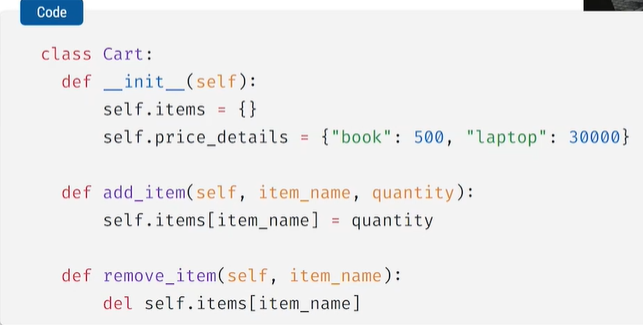 Code
class Cart:
  def __init__(self):
      self.items = {}
      self.price_details = {"book": 500, "laptop": 30000}
  def add_item(self, item_name, quantity):
      self.items[item_name] = quantity
  def remove_item(self, item_name):
      del self.items[item_name]